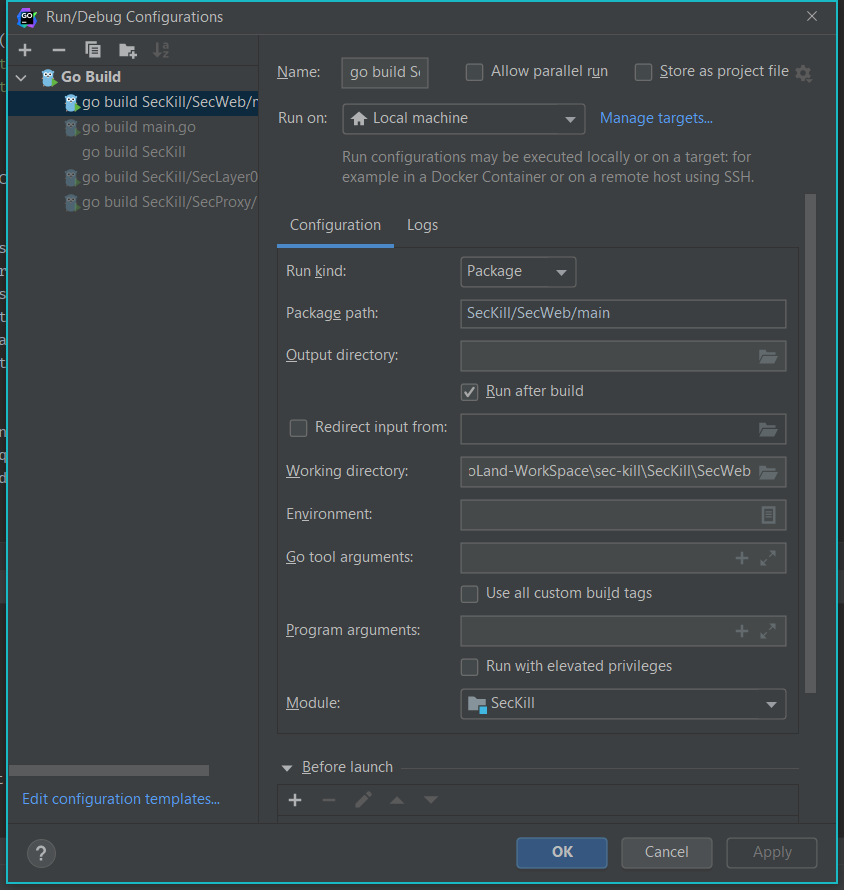 Run/Debug Configurations
Go Build
go build SecKill/SecWeb/
go build main.go
go build SecKill
go build SecKill/SecLayer0
go build SecKill/SecProxy/
Name: go build Allow parallel run Store as project file
Run on: Local machine Manage targets...
Run configurations may be executed locally or on a target: for
example in a Docker Container or on a remote host using SSH.
Configuration Logs
Run kind: Package
Package path: SecKill/SecWeb/main
Output directory:
Run after build
Redirect input from:
Working directory: oLand-WorkSpace\sec-kill\SecKill\SecWeb
Environment:
Go tool arguments:
Use all custom build tags
Program arguments:
Run with elevated privileges
Module: SecKill
Before launch
Edit configuration templates...
? OK Cancel Apply